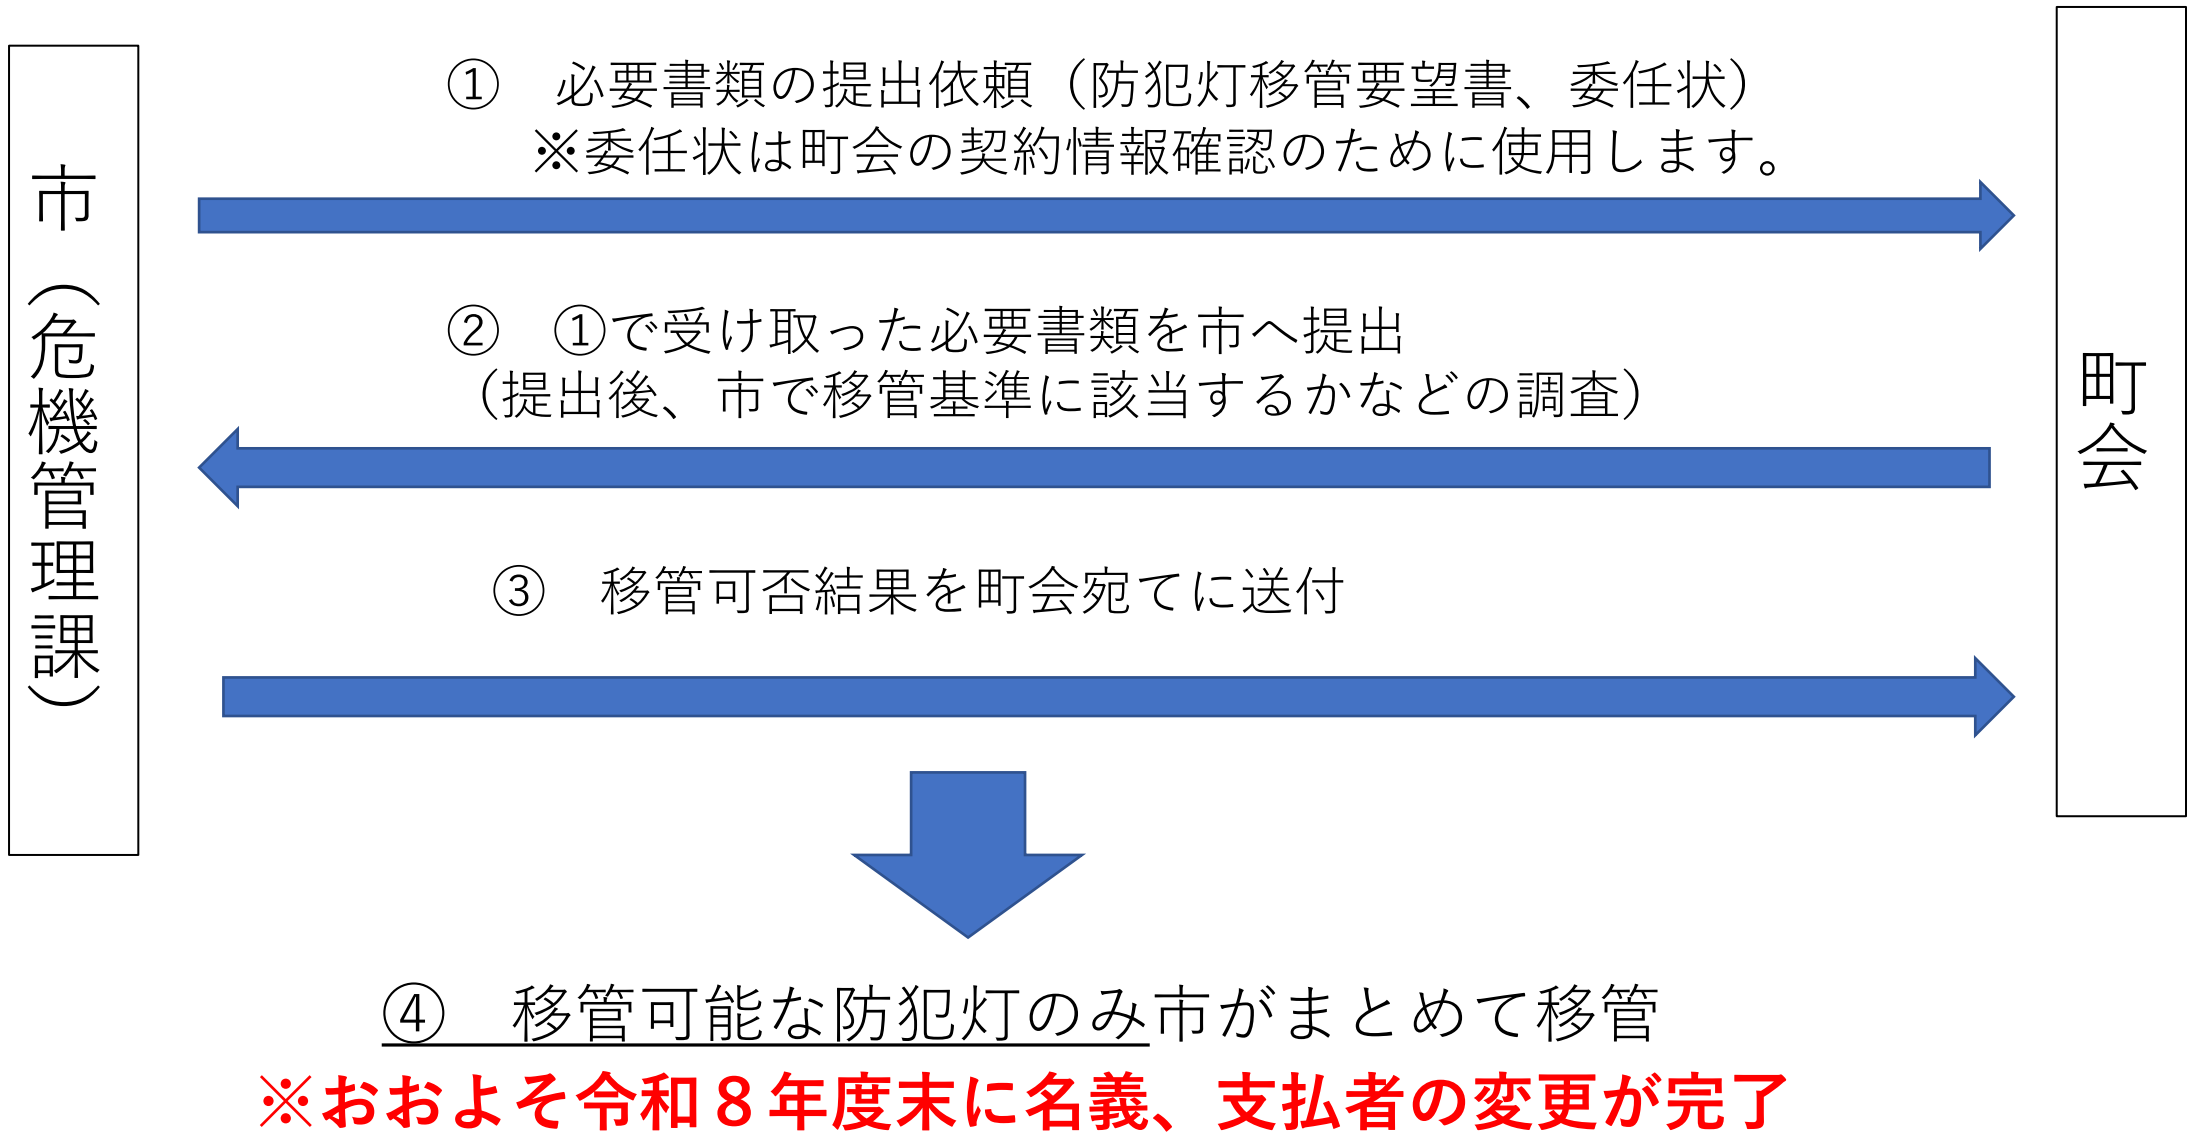 市（危機管理課）
①　必要書類の提出依頼（防犯灯移管要望書、委任状）
※委任状は町会の契約情報確認のために使用します。
②　①で受け取った必要書類を市へ提出
（提出後、市で移管基準に該当するかなどの調査）
③　移管可否結果を町会宛てに送付
町会
④　移管可能な防犯灯のみ市がまとめて移管
※おおよそ令和８年度末に名義、支払者の変更が完了